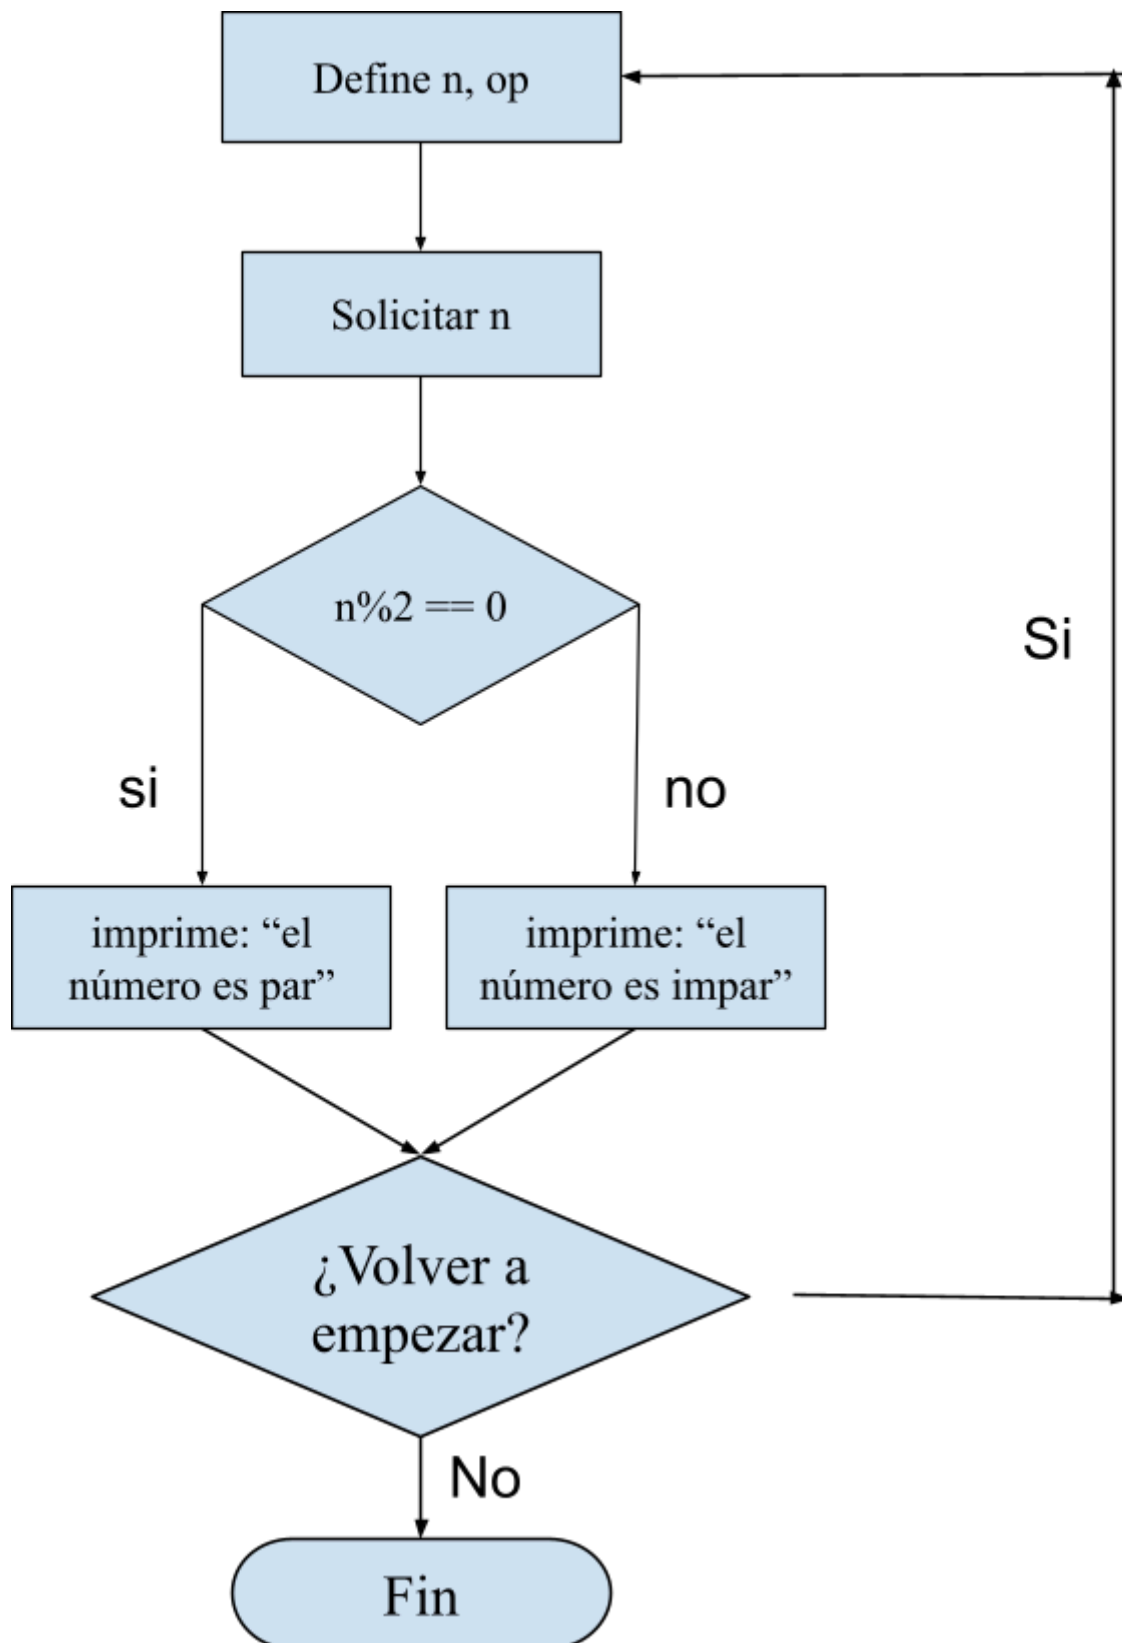 Define n, op
Solicitar n
n%2 == 0
Si
si
no
imprime: “el
número es par”
imprime: “el
número es impar”
¿Volver a
empezar?
No
Fin